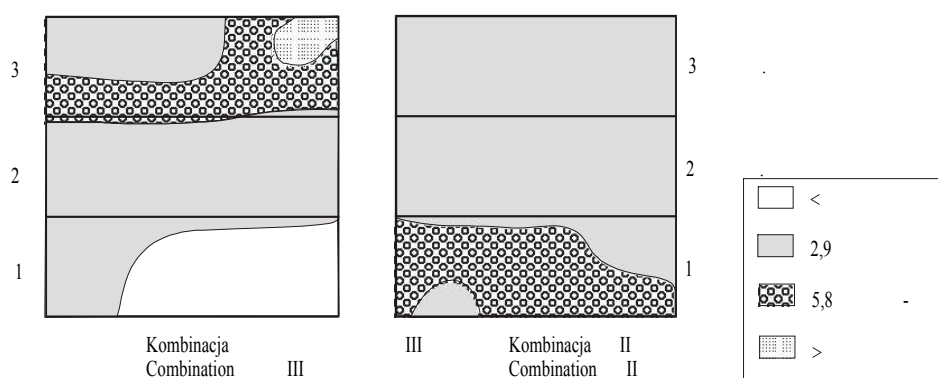 3
2
1
3 .
2 .
1
<
2,9
5,8 -
>
Kombinacja
Combination III
III Kombinacja II
Combination II